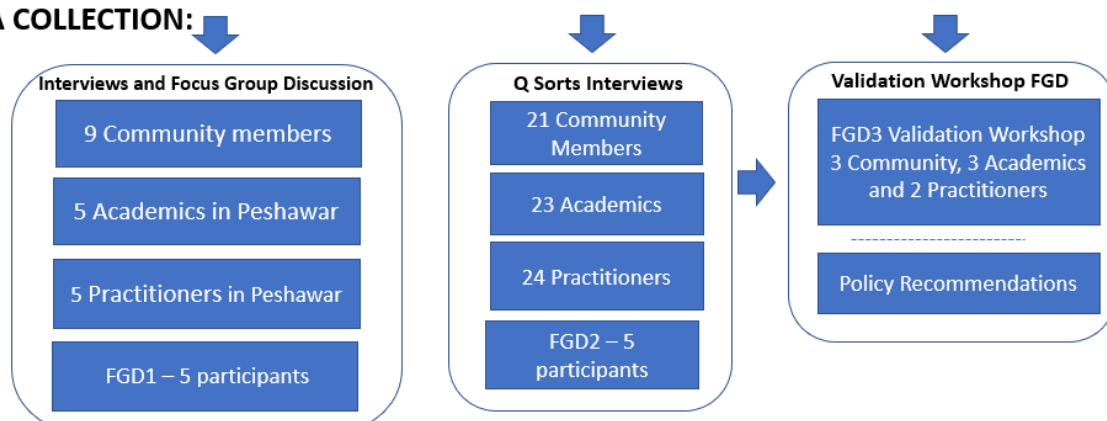 A COLLECTION:
Interviews and Focus Group Discussion
9 Community members
5 Academics in Peshawar
5 Practitioners in Peshawar
FGD1 – 5 participants
Q Sorts Interviews
21 Community
Members
23 Academics
24 Practitioners
FGD2 – 5
participants
Validation Workshop FGD
FGD3 Validation Workshop
3 Community, 3 Academics
and 2 Practitioners
Policy Recommendations